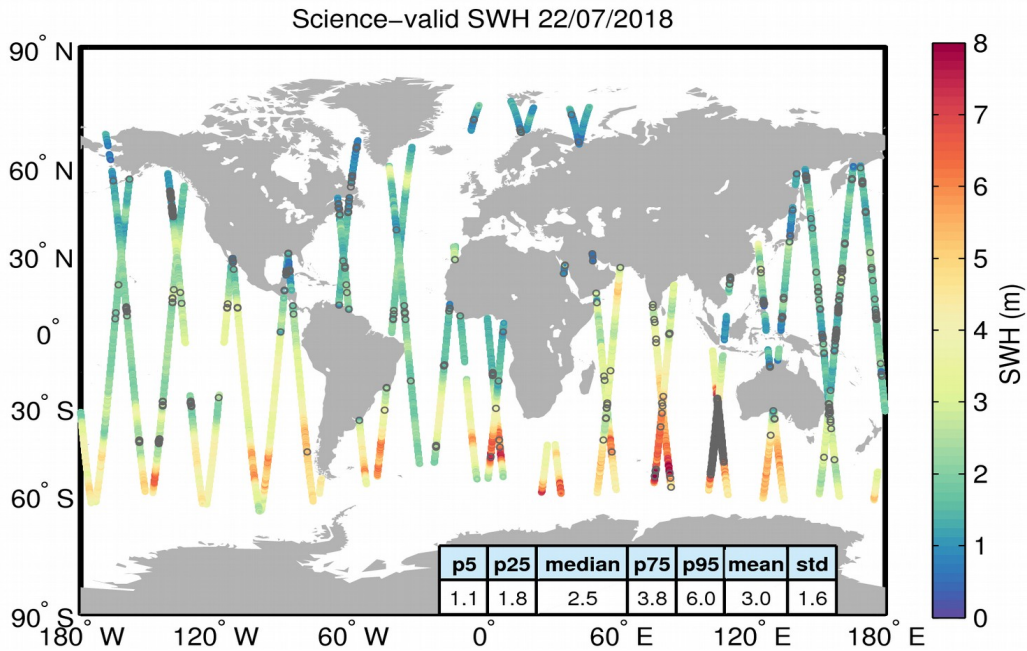 Science−valid SWH 22/07/2018
90° N
60° N
30° N
0°
30° S
60° S
90° S
180° W
120° W
60° W
0°
60° E
120° E
180° E
p5 p25 median p75 p95 mean std
1.1 1.8 2.5 3.8 6.0 3.0 1.6
8
7
6
5
4
3
2
1
0
SWH (m)